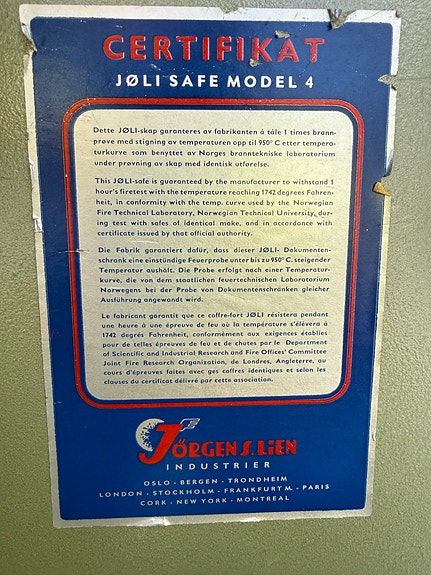 CERTIFIKAT
JØLI SAFE MODEL 4
Dette JØLI-skap garanteres av fabrikanten å tåle 1 times brann-
prøve med stigning av temperaturen opp til 950° C etter tempera-
turkurve som benyttet av Norges branntekniske laboratorium
under prøvning av skap med identisk utførelse.
This JØLI-safe is guaranteed by the manufacturer to withstand 1
hour's firetest with the temperature reaching 1742 degrees Fahren-
heit, in conformity with the temp. curve used by the Norwegian
Fire Technical Laboratory, Norwegian Technical University, dur-
ing test with safes of identical make, and in accordance with
certificate issued by that official authority.
Die Fabrik garantiert dafür, dass dieser JØLI- Dokumenten-
schrank eine einstündige Feuerprobe unter bis zu 950°C. steigender
Temperatur aushält. Die Probe erfolgt nach einer Temperatur-
kurve, die von dem staatlichen feuertechnischen Laboratorium
Norwegens bei der Probe von Dokumentenschränken gleicher
Ausführung angewandt wird.
Le fabricant garantit que ce coffre-fort JØLI résistera pendant
une heure à une épreuve de feu où la température s'élèvera à
1742 degrés Fahrenheit, conformément aux exigences établies
pour de telles épreuves de feu et de chutes par le Department
of Scientific and Industrial Research and Fire Offices' Committee
Joint Fire Research Organization, de Londres, Angleterre, au
cours d'épreuves faites avec ges coffres identiques et selon les
clauses du certificat délivré par cette association.
JÖRGEN S. LIEN
INDUSTRIER
OSLO - BERGEN - TRONDHEIM
LONDON - STOCKHOLM - FRANKFURT M. - PARIS
CORK - NEW YORK - MONTREAL